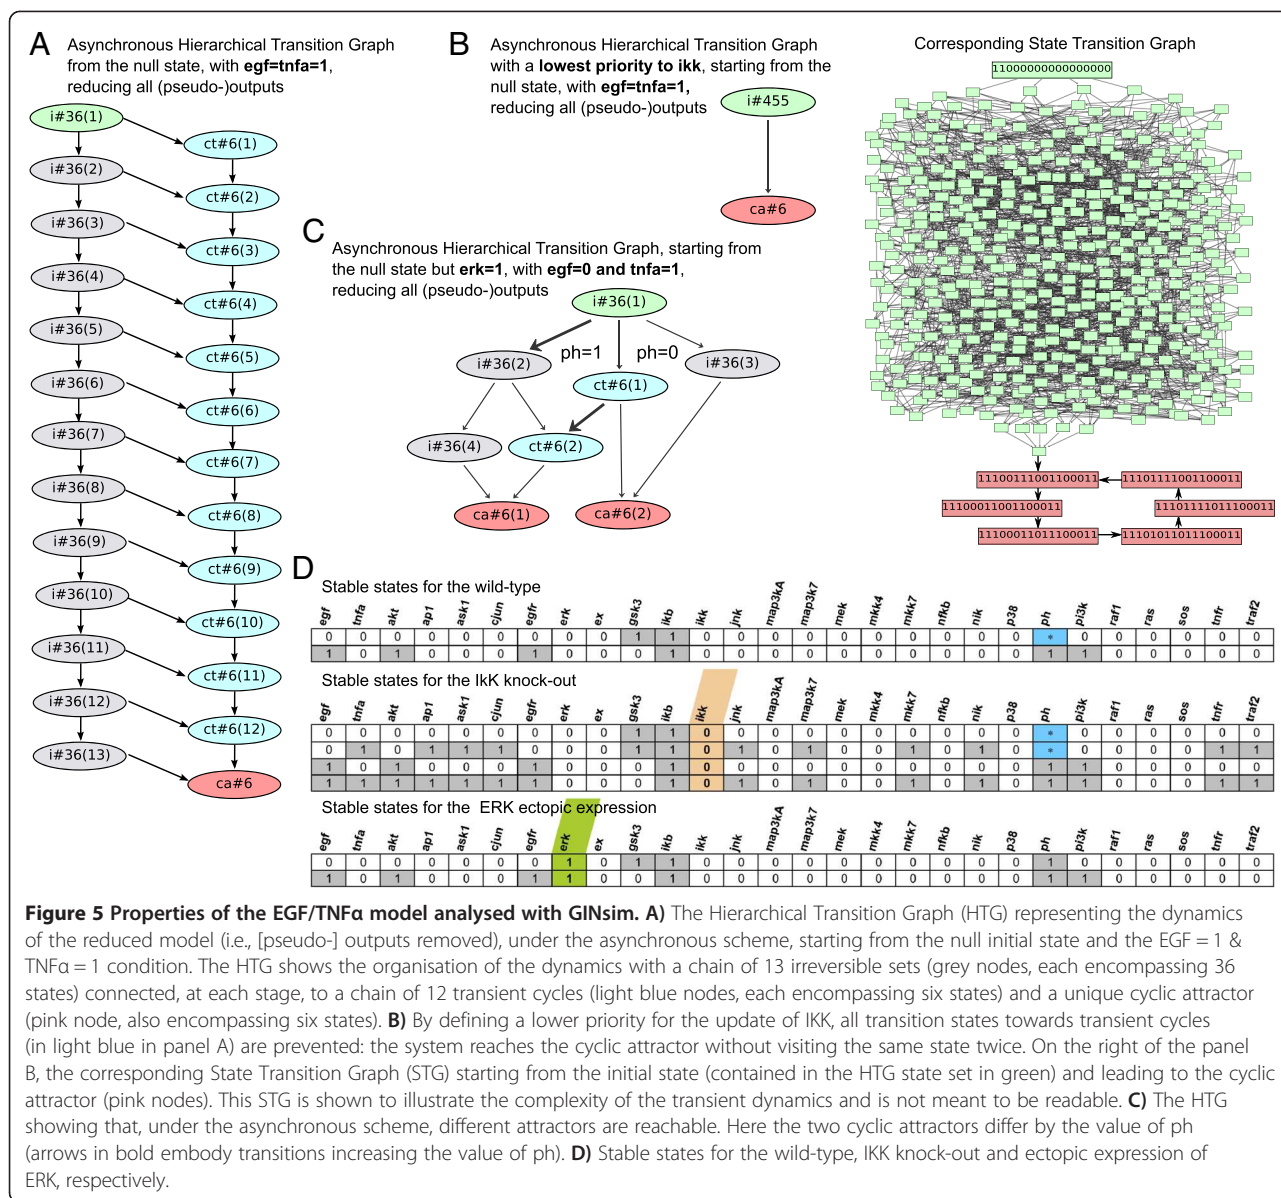 A
Asynchronous Hierarchical Transition Graph
from the null state, with egf=tnfa=1,
reducing all (pseudo-)outputs
i#36(1)
ct#6(1)
i#36(2)
ct#6(2)
i#36(3)
ct#6(3)
i#36(4)
ct#6(4)
i#36(5)
ct#6(5)
i#36(6)
ct#6(6)
i#36(7)
ct#6(7)
i#36(8)
ct#6(8)
i#36(9)
ct#6(9)
i#36(10)
ct#6(10)
i#36(11)
ct#6(11)
i#36(12)
ct#6(12)
i#36(13)
ca#6
B
Asynchronous Hierarchical Transition Graph
with a lowest priority to ikk, starting from the
null state, with egf=tnfa=1,
reducing all (pseudo-)outputs
i#455
ca#6
Corresponding State Transition Graph
11000000000000000
11100111001100011 11101111001100011
11100011001100011 11101111011100011
11100011011100011 11101011011100011
C
Asynchronous Hierarchical Transition Graph, starting from
the null state but erk=1, with egf=0 and tnfa=1,
reducing all (pseudo-)outputs
i#36(1)
ph=1 ph=0
i#36(2) i#36(3)
ct#6(1)
i#36(4) ct#6(2)
ca#6(1) ca#6(2)
D
Stable states for the wild-type
egf tnfa akt ap1 ask1 cjun egfr erk ex gsk3 ikb ikk jnk map3kA map3k7 mek mkk4 mkk7 nfkb nik p38 ph pi3k raf1 ras sos tnfr traf2
0 0 0 0 0 0 0 0 0 1 1 0 0 0 0 0 0 0 0 0 0 * 0 0 0 0 0 0
1 0 1 0 0 0 1 0 0 0 1 0 0 0 0 0 0 0 0 0 0 1 1 0 0 0 0 0
Stable states for the IkK knock-out
egf tnfa akt ap1 ask1 cjun egfr erk ex gsk3 ikb ikk jnk map3kA map3k7 mek mkk4 mkk7 nfkb nik p38 ph pi3k raf1 ras sos tnfr traf2
0 0 0 0 0 0 0 0 0 1 1 0 0 0 0 0 0 0 0 0 0 * 0 0 0 0 0 0
0 1 0 1 1 1 0 0 0 1 1 0 1 0 1 0 0 1 0 1 0 * 0 0 0 0 1 1
1 0 1 0 0 0 1 0 0 0 1 0 0 0 0 0 0 0 0 0 0 1 1 0 0 0 0 0
1 1 1 1 1 1 1 0 0 0 1 0 1 0 1 0 0 1 0 1 0 1 1 0 0 0 1 1
Stable states for the ERK ectopic expression
egf tnfa akt ap1 ask1 cjun egfr erk ex gsk3 ikb ikk jnk map3kA map3k7 mek mkk4 mkk7 nfkb nik p38 ph pi3k raf1 ras sos tnfr traf2
0 0 0 0 0 0 0 1 0 1 1 0 0 0 0 0 0 0 0 0 0 1 0 0 0 0 0 0
1 0 1 0 0 0 1 1 0 0 1 0 0 0 0 0 0 0 0 0 0 1 1 0 0 0 0 0
Figure 5 Properties of the EGF/TNFα model analysed with GINsim. A) The Hierarchical Transition Graph (HTG) representing the dynamics
of the reduced model (i.e., [pseudo-] outputs removed), under the asynchronous scheme, starting from the null initial state and the EGF = 1 &
TNFα = 1 condition. The HTG shows the organisation of the dynamics with a chain of 13 irreversible sets (grey nodes, each encompassing 36
states) connected, at each stage, to a chain of 12 transient cycles (light blue nodes, each encompassing six states) and a unique cyclic attractor
(pink node, also encompassing six states). B) By defining a lower priority for the update of IKK, all transition states towards transient cycles
(in light blue in panel A) are prevented: the system reaches the cyclic attractor without visiting the same state twice. On the right of the panel
B, the corresponding State Transition Graph (STG) starting from the initial state (contained in the HTG state set in green) and leading to the cyclic
attractor (pink nodes). This STG is shown to illustrate the complexity of the transient dynamics and is not meant to be readable. C) The HTG
showing that, under the asynchronous scheme, different attractors are reachable. Here the two cyclic attractors differ by the value of ph
(arrows in bold embody transitions increasing the value of ph). D) Stable states for the wild-type, IKK knock-out and ectopic expression of
ERK, respectively.